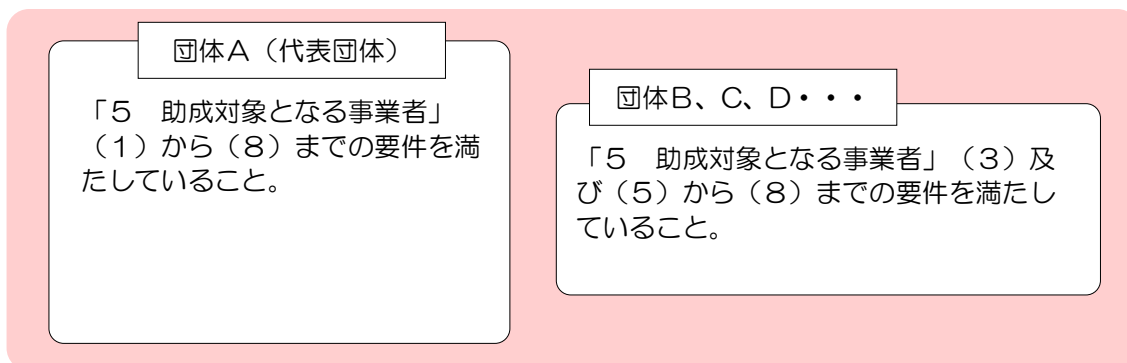 団体A（代表団体）
「５　助成対象となる事業者」
（１）から（８）までの要件を満
たしていること。
団体B、C、D・・・
「５　助成対象となる事業者」（３）及
び（５）から（８）までの要件を満たし
ていること。